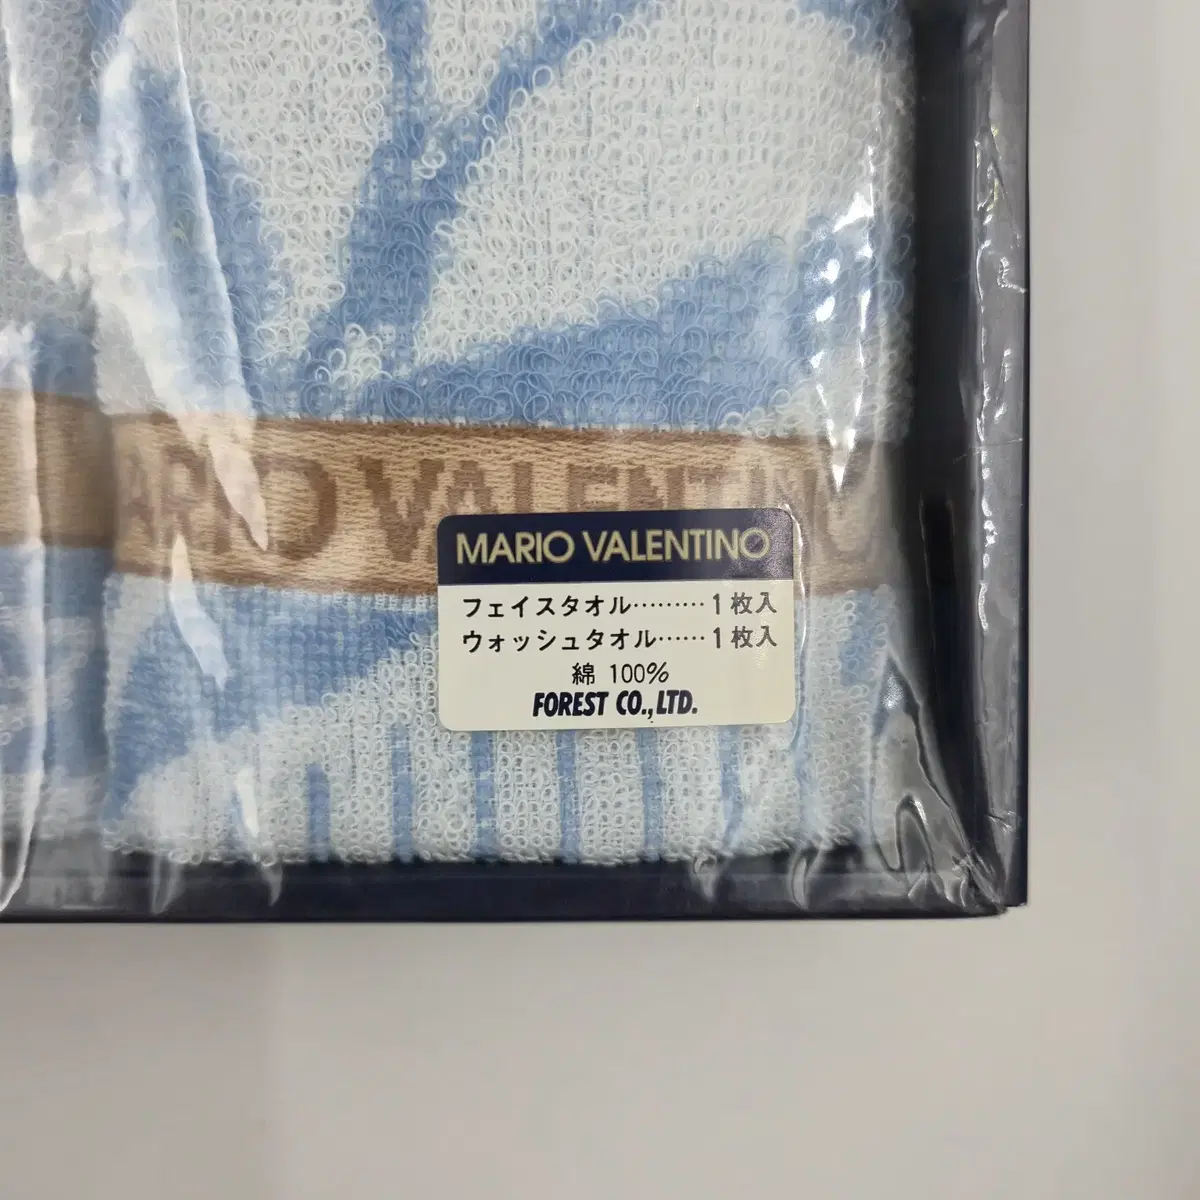 MARIO VALENTINO
MARIO VALENTINO
フェイスタオル………1枚入
ウォッシュタオル……1枚入
綿 100%
FOREST CO.,LTD.